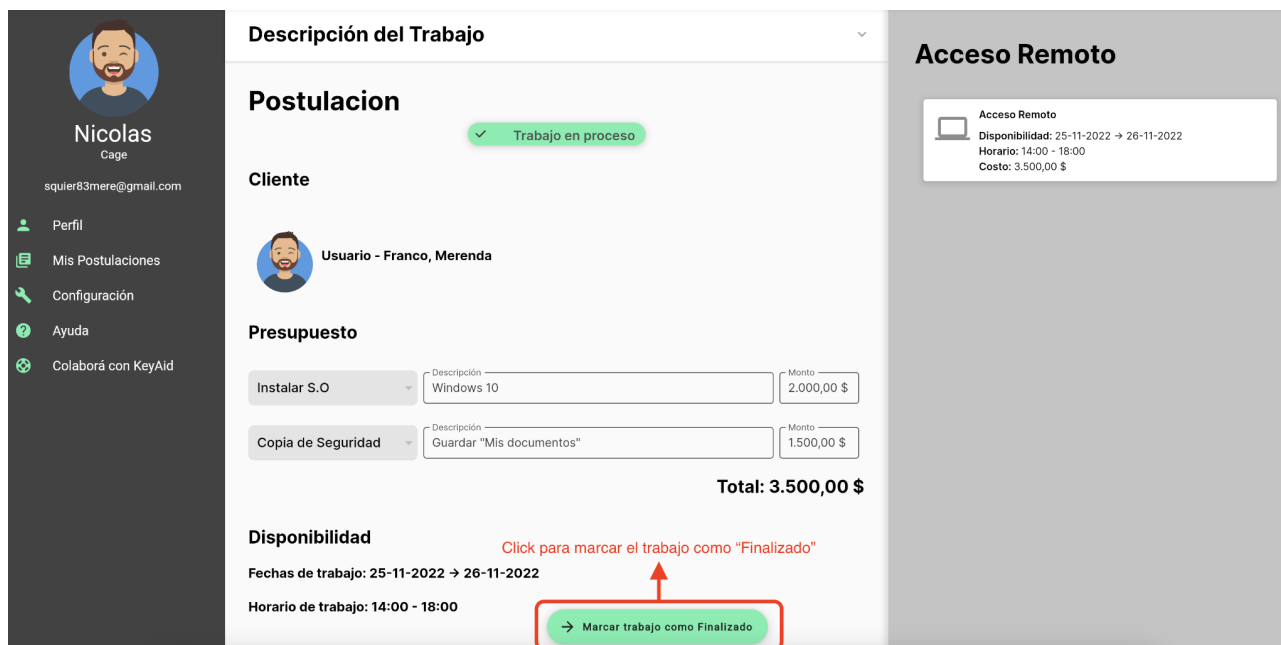 Nicolas
Cage
squier83mere@gmail.com
Perfil
Mis Postulaciones
Configuración
Ayuda
Colaborá con KeyAid
Descripción del Trabajo
Postulacion
Trabajo en proceso
Cliente
Usuario - Franco, Merenda
Presupuesto
Instalar S.O
Descripción
Windows 10
Monto
2.000,00 $
Copia de Seguridad
Descripción
Guardar "Mis documentos"
Monto
1.500,00 $
Total: 3.500,00 $
Disponibilidad
Click para marcar el trabajo como “Finalizado”
Fechas de trabajo: 25-11-2022 → 26-11-2022
Horario de trabajo: 14:00 - 18:00
Marcar trabajo como Finalizado
Acceso Remoto
Acceso Remoto
Disponibilidad: 25-11-2022 → 26-11-2022
Horario: 14:00 - 18:00
Costo: 3.500,00 $